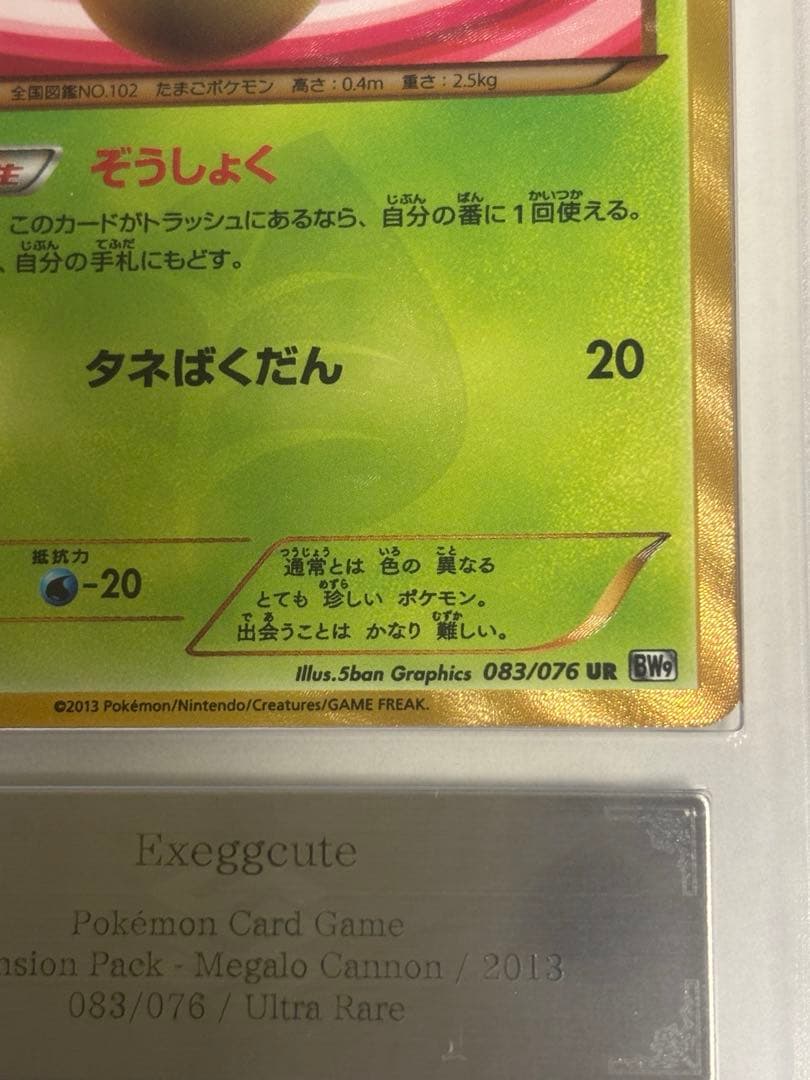 全国図鑑NO.102 たまごポケモン 高さ:0.4m 重さ:2.5kg
ぞうしょく
このカードがトラッシュにあるなら、自分の番に1回使える。
、自分の手札にもどす。
タネばくだん 20
抵抗力
-20
通常とは 色の 異なる
とても 珍しい ポケモン。
出会うことは かなり 難しい。
Illus.5ban Graphics 083/076 UR BW9
©2013 Pokémon/Nintendo/Creatures/GAME FREAK.
Exeggcute
Pokémon Card Game
nsion Pack - Megalo Cannon / 2013
083/076 / Ultra Rare